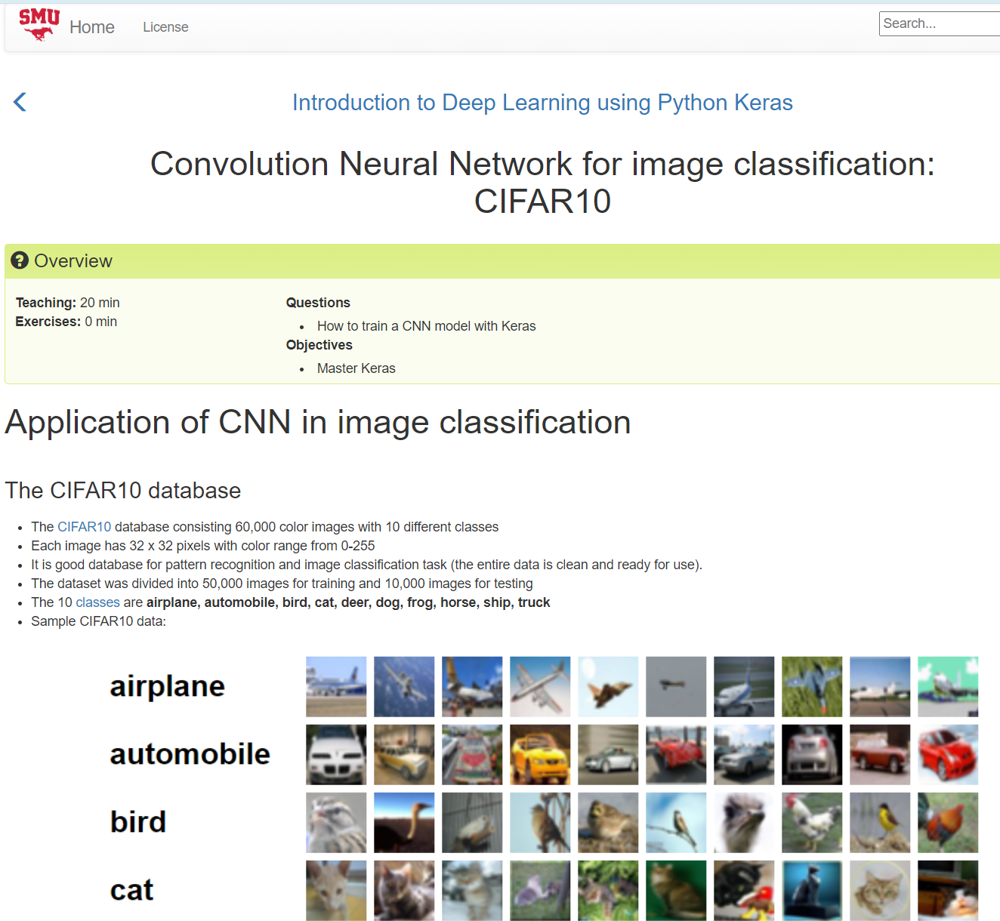 SMU
Home
License
Search...
Introduction to Deep Learning using Python Keras
Convolution Neural Network for image classification:
CIFAR10
Overview
Teaching: 20 min
Exercises: 0 min
Questions
How to train a CNN model with Keras
Objectives
Master Keras
Application of CNN in image classification
The CIFAR10 database
The CIFAR10 database consisting 60,000 color images with 10 different classes
Each image has 32 x 32 pixels with color range from 0-255
It is good database for pattern recognition and image classification task (the entire data is clean and ready for use).
The dataset was divided into 50,000 images for training and 10,000 images for testing
The 10 classes are airplane, automobile, bird, cat, deer, dog, frog, horse, ship, truck
Sample CIFAR10 data:
airplane
automobile
bird
cat